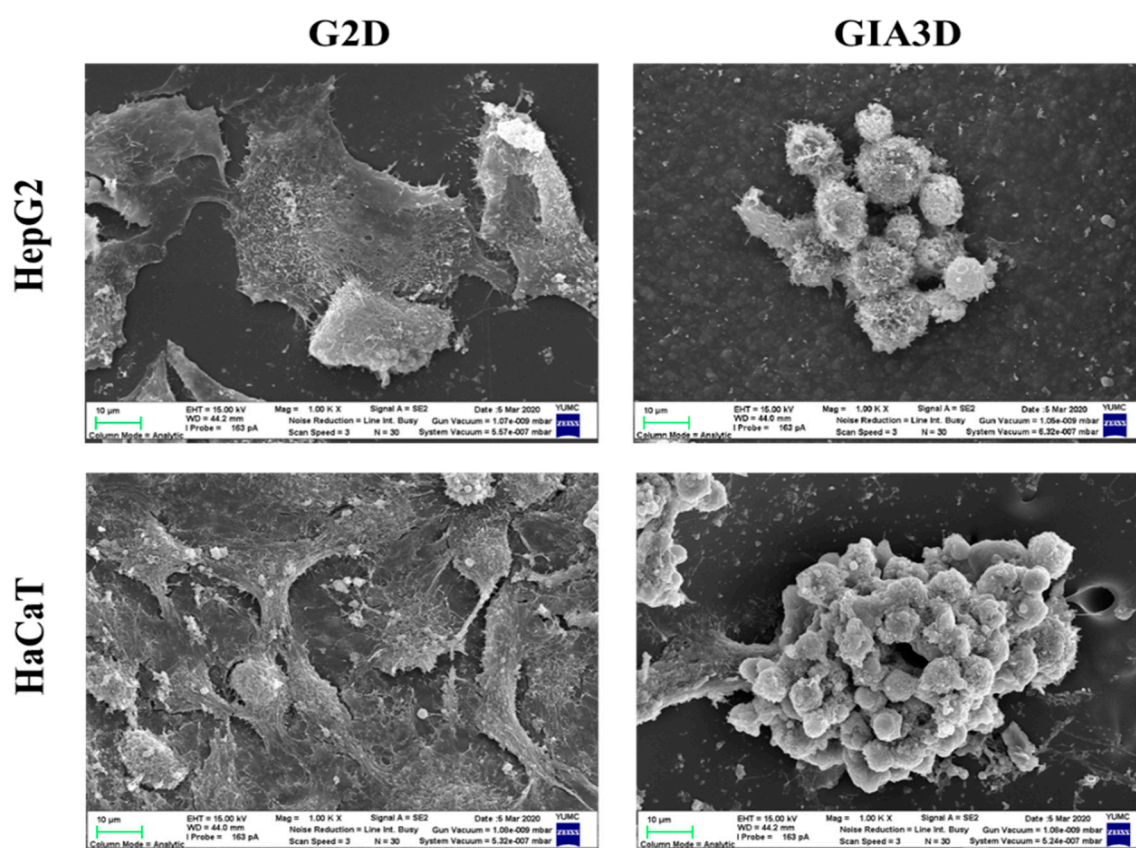 G2D
GIA3D
HepG2
10 µm
EHT = 15.00 kV
Mag = 1.00 K X
Signal A = SE2
Date :5 Mar 2020
YUMC
WD = 44.2 mm
Noise Reduction = Line Int. Busy
Gun Vacuum = 1.07e-009 mbar
I Probe = 163 pA
Scan Speed = 3
N = 30
System Vacuum = 5.57e-007 mbar
ZEISS
Column Mode = Analytic
10 µm
EHT = 15.00 kV
Mag = 1.00 K X
Signal A = SE2
Date :5 Mar 2020
YUMC
WD = 44.0 mm
Noise Reduction = Line Int. Busy
Gun Vacuum = 1.05e-009 mbar
I Probe = 163 pA
Scan Speed = 3
N = 30
System Vacuum = 5.32e-007 mbar
ZEISS
Column Mode = Analytic
HaCaT
10 µm
EHT = 15.00 kV
Mag = 1.00 K X
Signal A = SE2
Date :5 Mar 2020
YUMC
WD = 44.0 mm
Noise Reduction = Line Int. Busy
Gun Vacuum = 1.08e-009 mbar
I Probe = 163 pA
Scan Speed = 3
N = 30
System Vacuum = 5.32e-007 mbar
ZEISS
Column Mode = Analytic
10 µm
EHT = 15.00 kV
Mag = 1.00 K X
Signal A = SE2
Date :5 Mar 2020
YUMC
WD = 44.2 mm
Noise Reduction = Line Int. Busy
Gun Vacuum = 1.08e-009 mbar
I Probe = 163 pA
Scan Speed = 3
N = 30
System Vacuum = 5.24e-007 mbar
ZEISS
Column Mode = Analytic